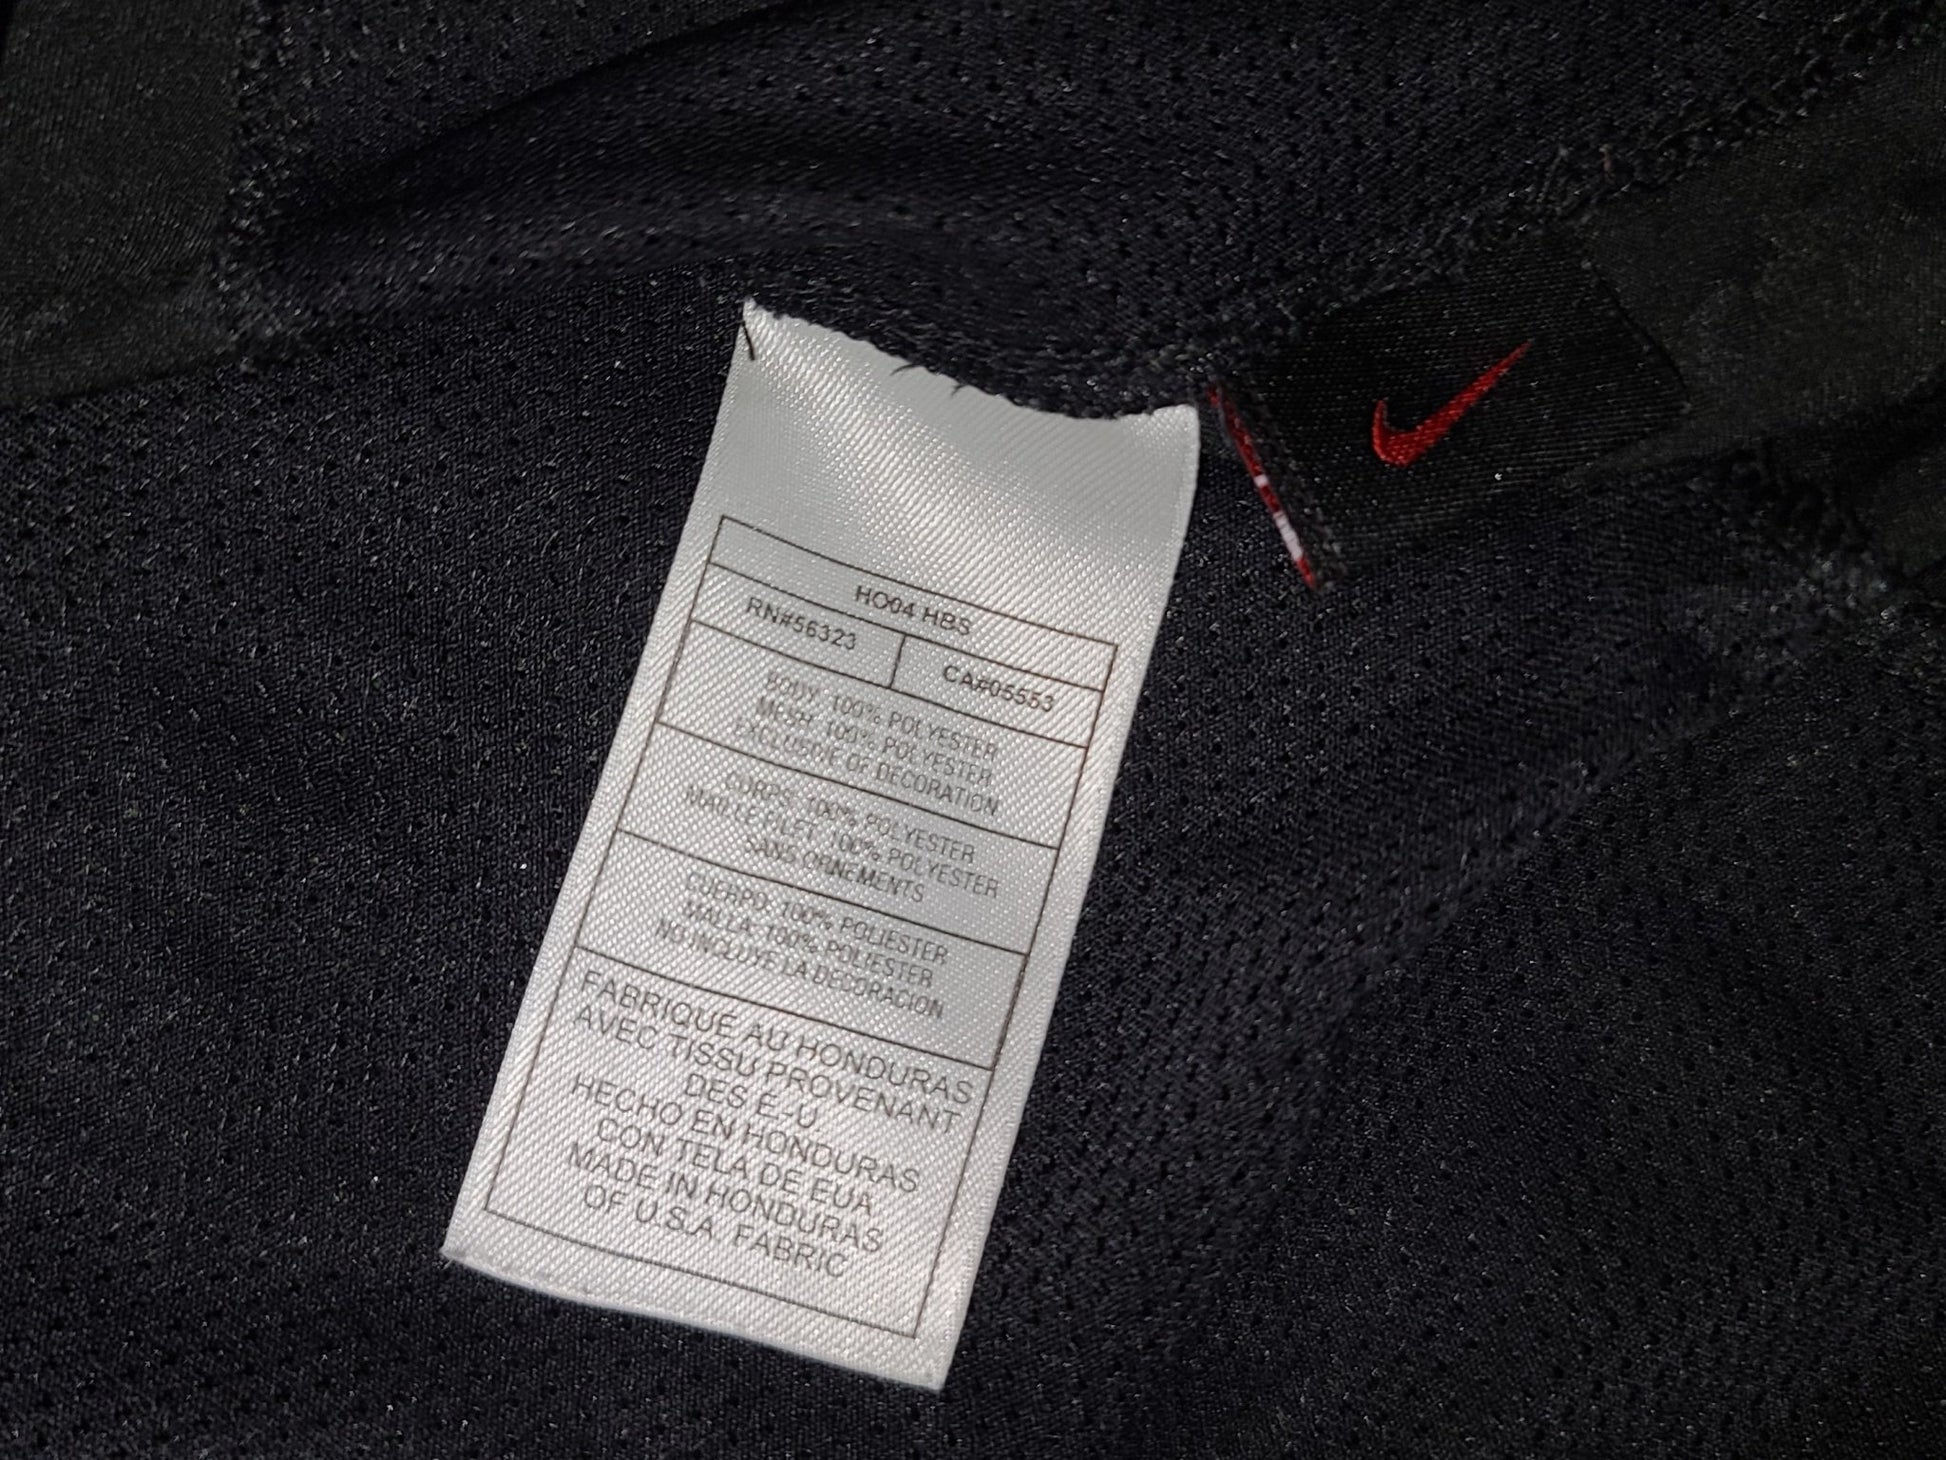 HO04 HBS
RN#56323
CA#05553
BODY: 100% POLYESTER
MESH: 100% POLYESTER
EXCLUSIVE OF DECORATION
CORPS: 100% POLYESTER
MAILLE FILET: 100% POLYESTER
SANS ORNEMENTS
CUERPO: 100% POLIESTER
MALLA: 100% POLIESTER
NO INCLUYE LA DECORACION
FABRIQUE AU HONDURAS
AVEC TISSU PROVENANT
DES E.-U
HECHO EN HONDURAS
CON TELA DE EUA
MADE IN HONDURAS
OF U.S.A. FABRIC